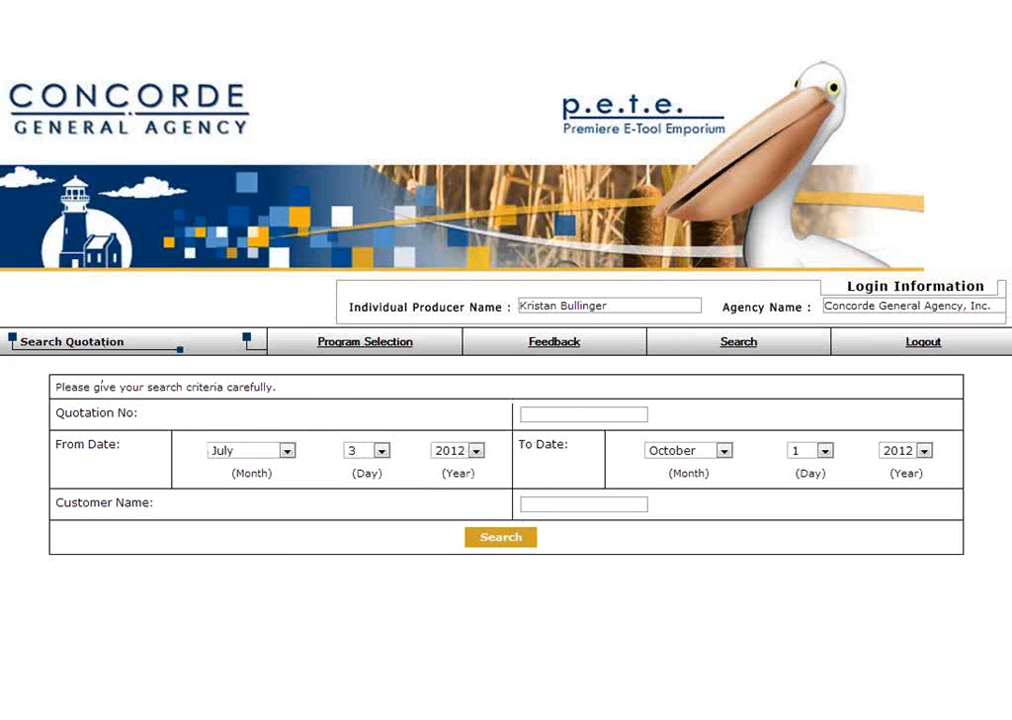 CONCORDE
GENERAL AGENCY
p.e.t.e.
Premiere E-Tool Emporium
Login Information
Individual Producer Name : Kristan Bullinger Agency Name : Concorde General Agency, Inc.
Search Quotation Program Selection Feedback Search Logout
Please give your search criteria carefully.
Quotation No:
From Date: July 3 2012 To Date: October 1 2012
(Month) (Day) (Year) (Month) (Day) (Year)
Customer Name:
Search